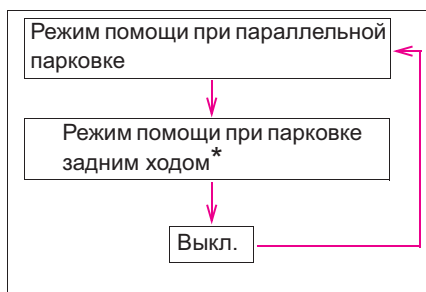 Режим помощи при параллельной
парковке
Режим помощи при парковке
задним ходом*
Выкл.